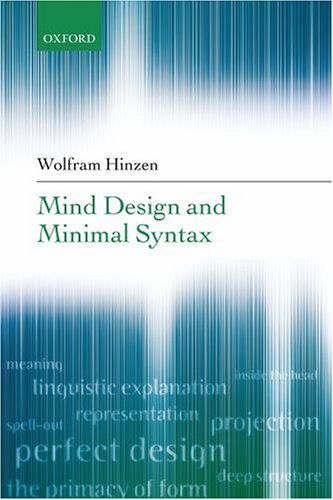 OXFORD
Wolfram Hinzen
Mind Design and
Minimal Syntax
meaning
inside the head
linguistic explanation
representation
spell-out
projection
perfect design
deep structure
the primacy of form